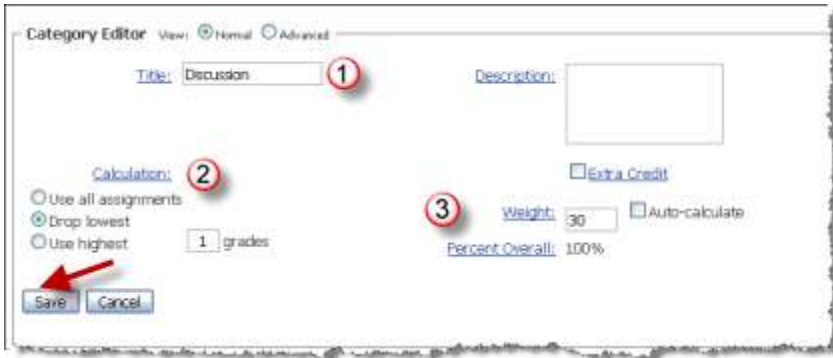 Category Editor View: Normal Advanced
Title: Discussion 1
Description:
Calculation: 2
Use all assignments
Drop lowest
Use highest 1 grades
Extra Credit
3 Weight: 30 Auto-calculate
Percent Overall: 100%
Save Cancel